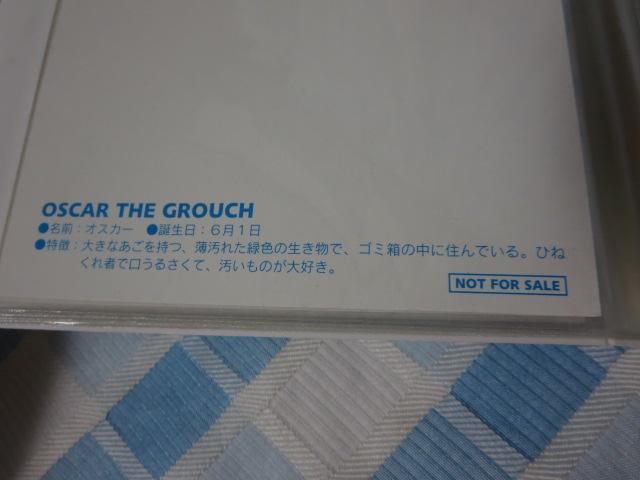 OSCAR THE GROUCH
●名前：オスカー　●誕生日：6月1日
●特徴：大きなあごを持つ、薄汚れた緑色の生き物で、ゴミ箱の中に住んでいる。ひね
くれ者で口うるさくて、汚いものが大好き。
NOT FOR SALE